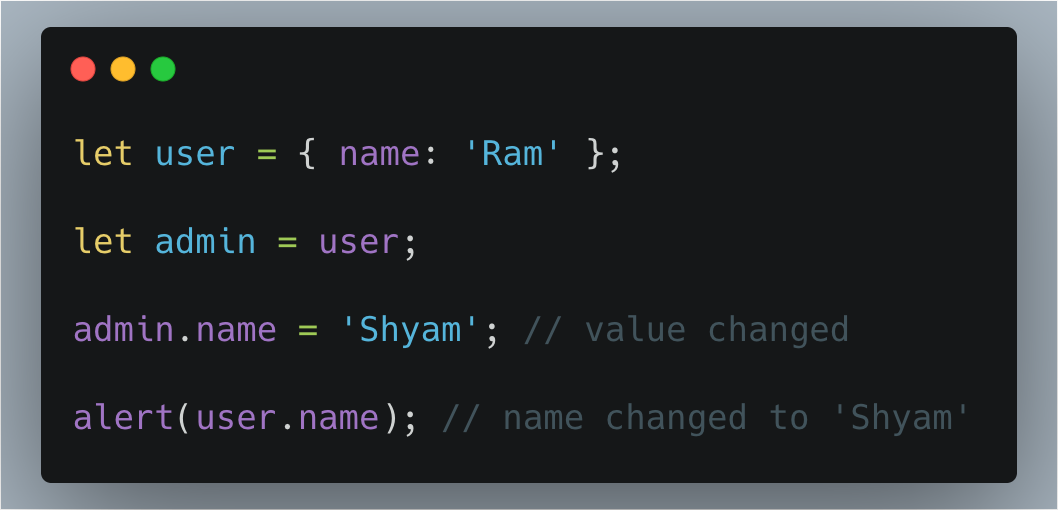 let user = { name: 'Ram' };
let admin = user;
admin.name = 'Shyam'; // value changed
alert(user.name); // name changed to 'Shyam'